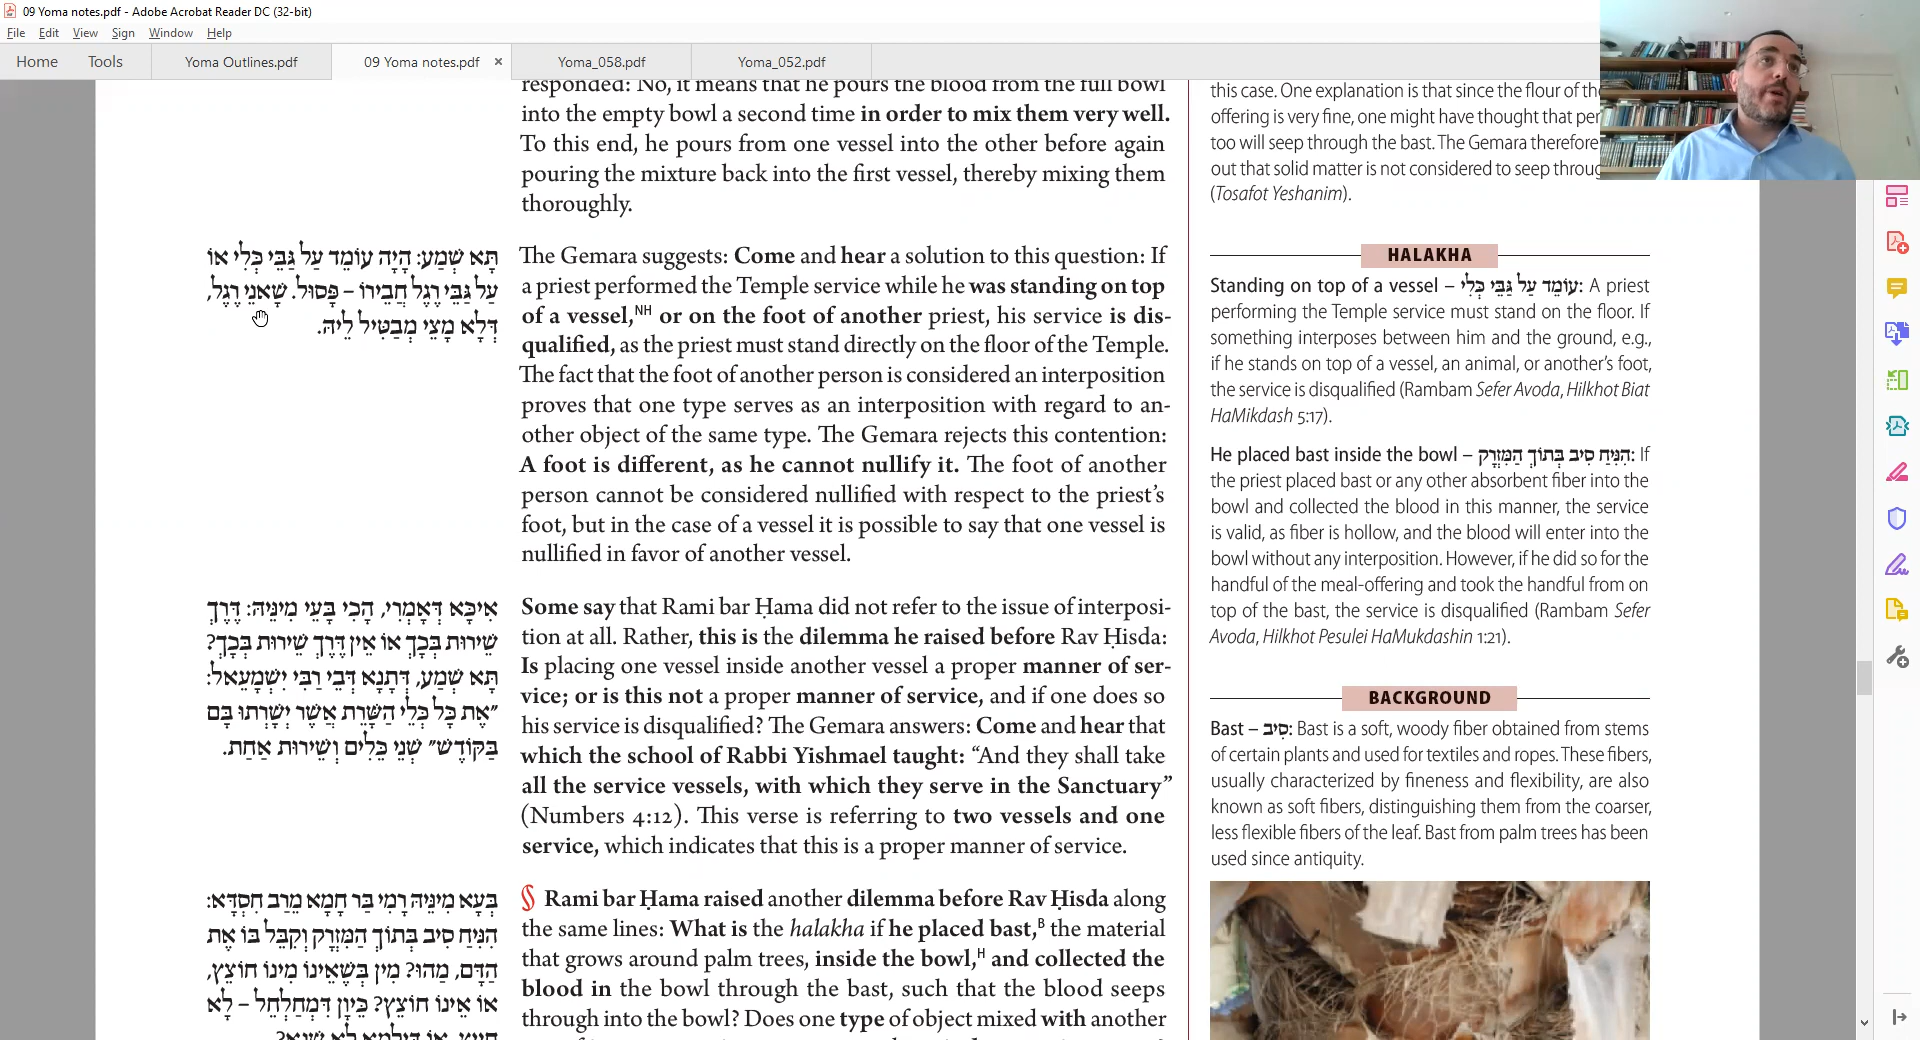 09 Yoma notes.pdf - Adobe Acrobat Reader DC (32-bit)
File Edit View Sign Window Help
Home Tools Yoma Outlines.pdf 09 Yoma notes.pdf × Yoma_058.pdf Yoma_052.pdf
responded: No, it means that he pours the blood from the full bowl
into the empty bowl a second time in order to mix them very well.
To this end, he pours from one vessel into the other before again
pouring the mixture back into the first vessel, thereby mixing them
thoroughly.
תָּא שְׁמַע: הָיָה עוֹמֵד עַל גַּבֵּי כְּלִי אוֹ
עַל גַּבֵּי רֶגֶל חֲבֵירוֹ – פָּסוּל. שָׁאנֵי רֶגֶל,
דְּלָא מָצֵי מְבַטֵּיל לֵיהּ.
The Gemara suggests: Come and hear a solution to this question: If
a priest performed the Temple service while he was standing on top
of a vessel,NH or on the foot of another priest, his service is dis-
qualified, as the priest must stand directly on the floor of the Temple.
The fact that the foot of another person is considered an interposition
proves that one type serves as an interposition with regard to an-
other object of the same type. The Gemara rejects this contention:
A foot is different, as he cannot nullify it. The foot of another
person cannot be considered nullified with respect to the priest's
foot, but in the case of a vessel it is possible to say that one vessel is
nullified in favor of another vessel.
אִיכָּא דְּאָמְרִי, הָכִי בָּעֵי מִינֵּיהּ: דֶּרֶךְ
שֵׁירוּת בְּכָךְ אוֹ אֵין דֶּרֶךְ שֵׁירוּת בְּכָךְ?
תָּא שְׁמַע, דְּתָנָא דְּבֵי רַבִּי יִשְׁמָעֵאל:
״אֶת כָּל כְּלֵי הַשָּׁרֵת אֲשֶׁר יְשָׁרְתוּ בָם
בַּקּוֹדֶשׁ״ שְׁנֵי כֵלִים וְשֵׁירוּת אַחַת.
Some say that Rami bar Ḥama did not refer to the issue of interposi-
tion at all. Rather, this is the dilemma he raised before Rav Ḥisda:
Is placing one vessel inside another vessel a proper manner of ser-
vice; or is this not a proper manner of service, and if one does so
his service is disqualified? The Gemara answers: Come and hear that
which the school of Rabbi Yishmael taught: “And they shall take
all the service vessels, with which they serve in the Sanctuary”
(Numbers 4:12). This verse is referring to two vessels and one
service, which indicates that this is a proper manner of service.
בְּעָא מִינֵּיהּ רָמִי בַּר חָמָא מֵרַב חִסְדָּא:
הִנִּיחַ סִיב בְּתוֹךְ הַמִּזְרָק וְקִבֵּל בּוֹ אֶת
הַדָּם, מַהוּ? מִין בְּשֶׁאֵינוֹ מִינוֹ חוֹצֵץ,
אוֹ אֵינוֹ חוֹצֵץ? כֵּיוָן דִּמְחַלְחַל – לָא
חָיֵיץ, אוֹ דִּילְמָא לָא שְׁנָא?
§ Rami bar Ḥama raised another dilemma before Rav Ḥisda along
the same lines: What is the halakha if he placed bast,B the material
that grows around palm trees, inside the bowl,H and collected the
blood in the bowl through the bast, such that the blood seeps
through into the bowl? Does one type of object mixed with another
this case. One explanation is that since the flour of the
offering is very fine, one might have thought that
too will seep through the bast. The Gemara therefore
out that solid matter is not considered to seep
(Tosafot Yeshanim).
HALAKHA
Standing on top of a vessel – עוֹמֵד עַל גַּבֵּי כְּלִי: A priest
performing the Temple service must stand on the floor. If
something interposes between him and the ground, e.g.,
if he stands on top of a vessel, an animal, or another's foot,
the service is disqualified (Rambam Sefer Avoda, Hilkhot Biat
HaMikdash 5:17).
He placed bast inside the bowl – הִנִּיחַ סִיב בְּתוֹךְ הַמִּזְרָק: If
the priest placed bast or any other absorbent fiber into the
bowl and collected the blood in this manner, the service
is valid, as fiber is hollow, and the blood will enter into the
bowl without any interposition. However, if he did so for the
handful of the meal-offering and took the handful from on
top of the bast, the service is disqualified (Rambam Sefer
Avoda, Hilkhot Pesulei HaMukdashin 1:21).
BACKGROUND
Bast – סִיב: Bast is a soft, woody fiber obtained from stems
of certain plants and used for textiles and ropes. These fibers,
usually characterized by fineness and flexibility, are also
known as soft fibers, distinguishing them from the coarser,
less flexible fibers of the leaf. Bast from palm trees has been
used since antiquity.